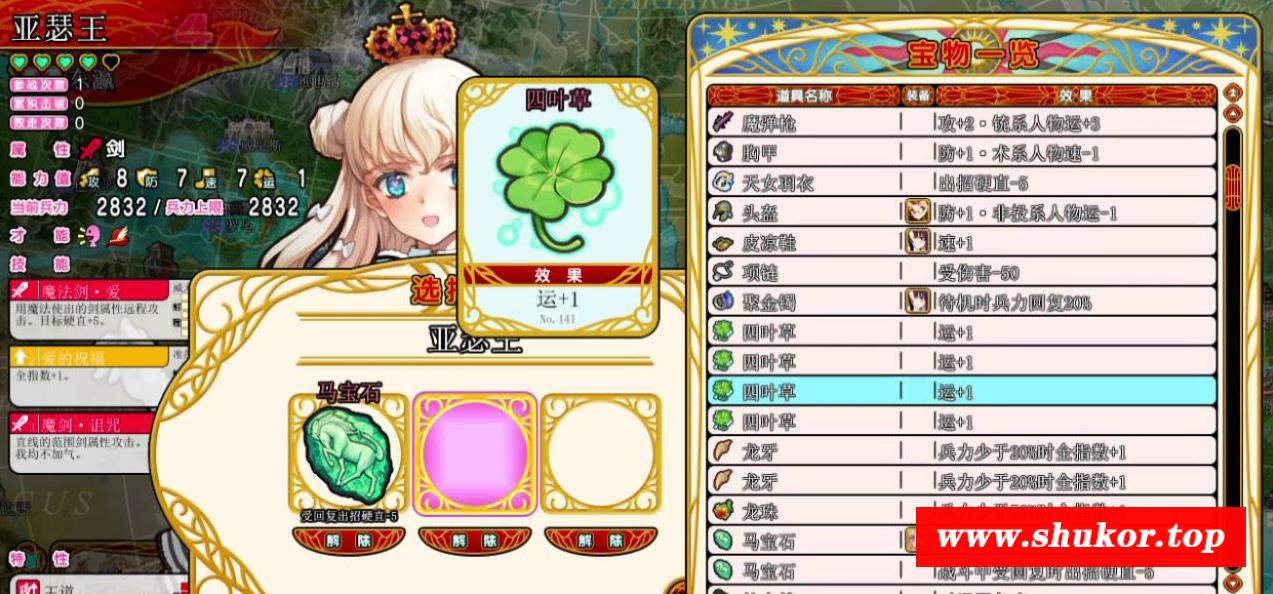 亚瑟王
参战次数 1
累积击破 0
败走次数 0
属 性 剑
能力值 攻 8 防 7 速 7 运 1
当前兵力 2832 / 兵力上限 2832
才 能
技 能
魔法剑・爱
用魔法使出的剑属性远程攻
击。目标硬直+5。
爱的祝福
全指数+1。
魔剑・诅咒
直线的范围剑属性攻击。
我均不加气。
特 性
王道
四叶草
效 果
运+1
No. 141
亚瑟王
马宝石
受回复出招硬直-5
解 除
解 除
解 除
宝物一览
道具名称 装备 效果
魔弹枪 攻+2・铳系人物运+3
胸甲 防+1・术系人物速-1
天女羽衣 出招硬直-5
头盔 防+1・非投系人物运-1
皮凉鞋 速+1
项链 受伤害-50
聚金镯 待机时兵力回复20%
四叶草 运+1
四叶草 运+1
四叶草 运+1
四叶草 运+1
龙牙 兵力少于20%时全指数+1
龙牙 兵力少于20%时全指数+1
龙珠
马宝石
马宝石 战斗中受回复时出招硬直-5
www.shukor.top